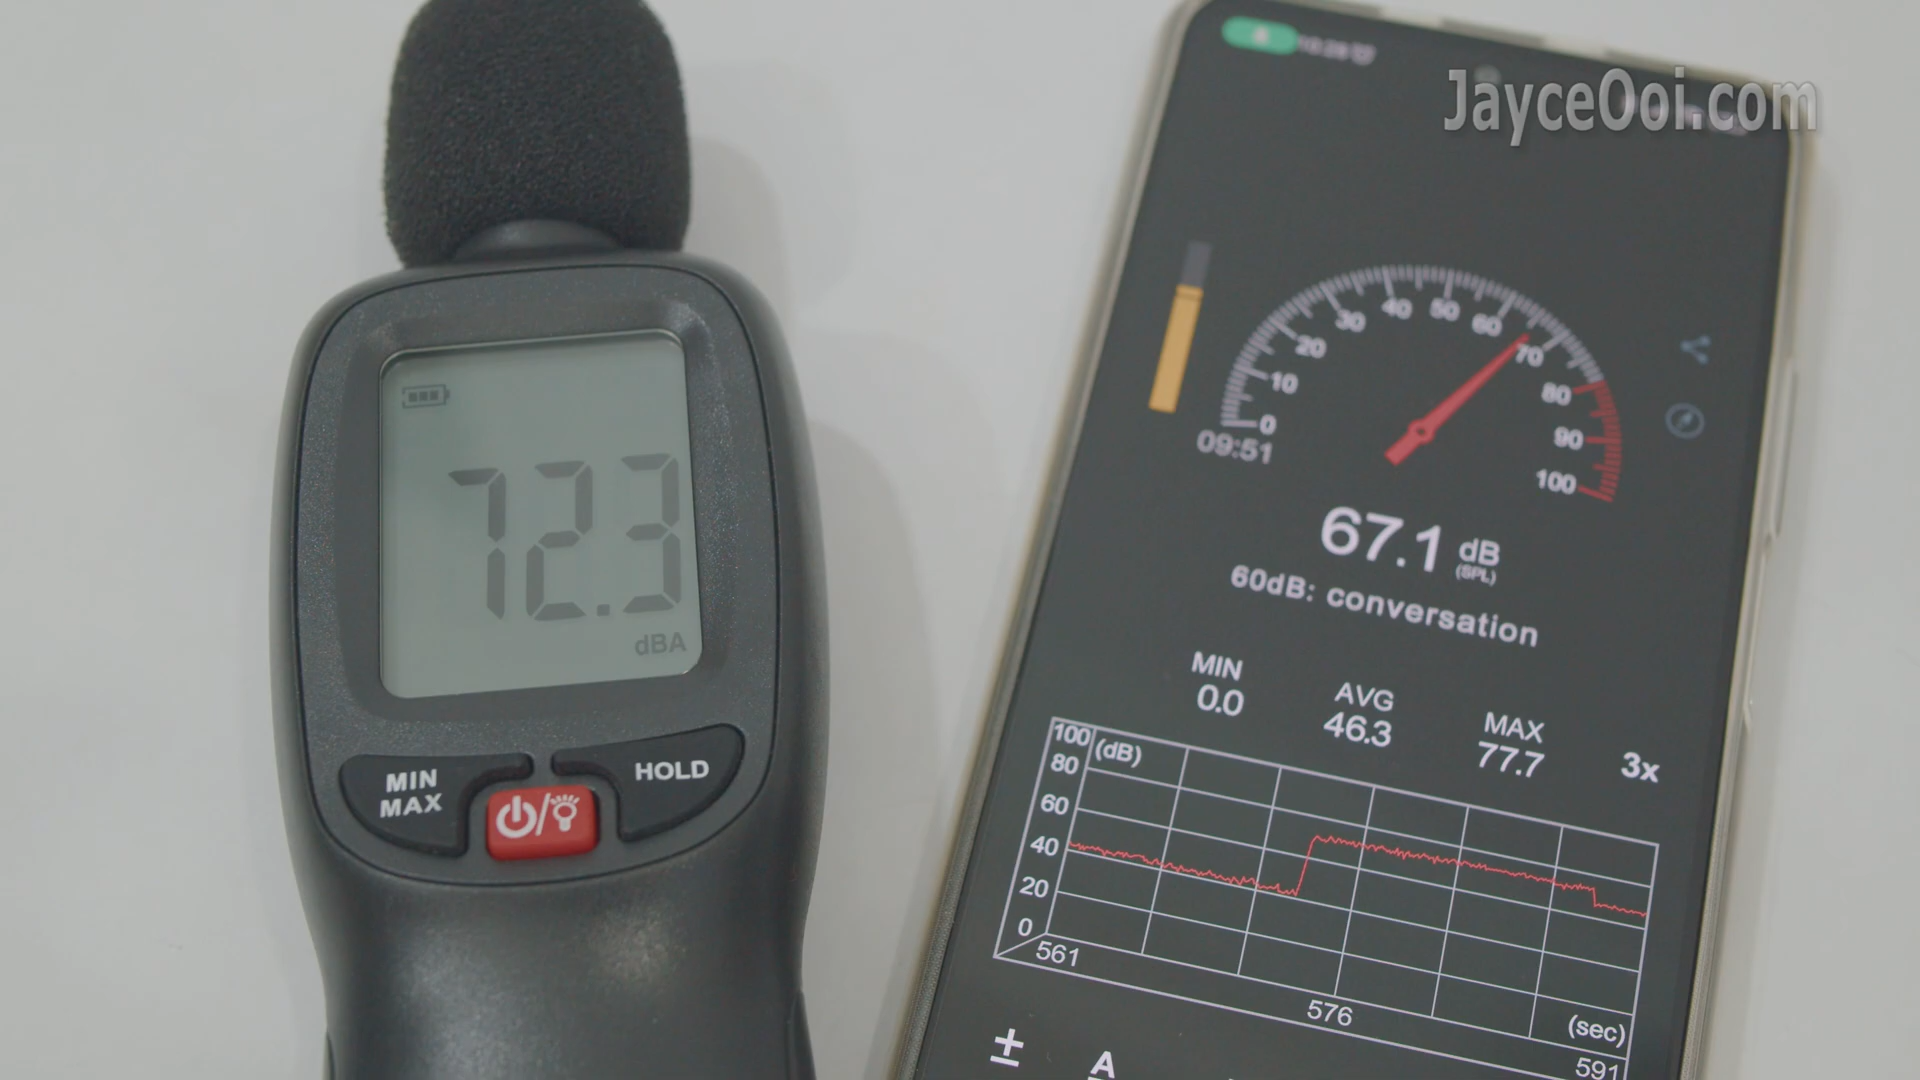 JayceOoi.com
72.3
dBA
MIN
MAX
HOLD
0
10
20
30
40
50
60
70
80
90
100
09:51
67.1 dB
(SPL)
60dB: conversation
MIN
0.0
AVG
46.3
MAX
77.7
3x
100
(dB)
80
60
40
20
0
561
576
(sec)
591
±
A